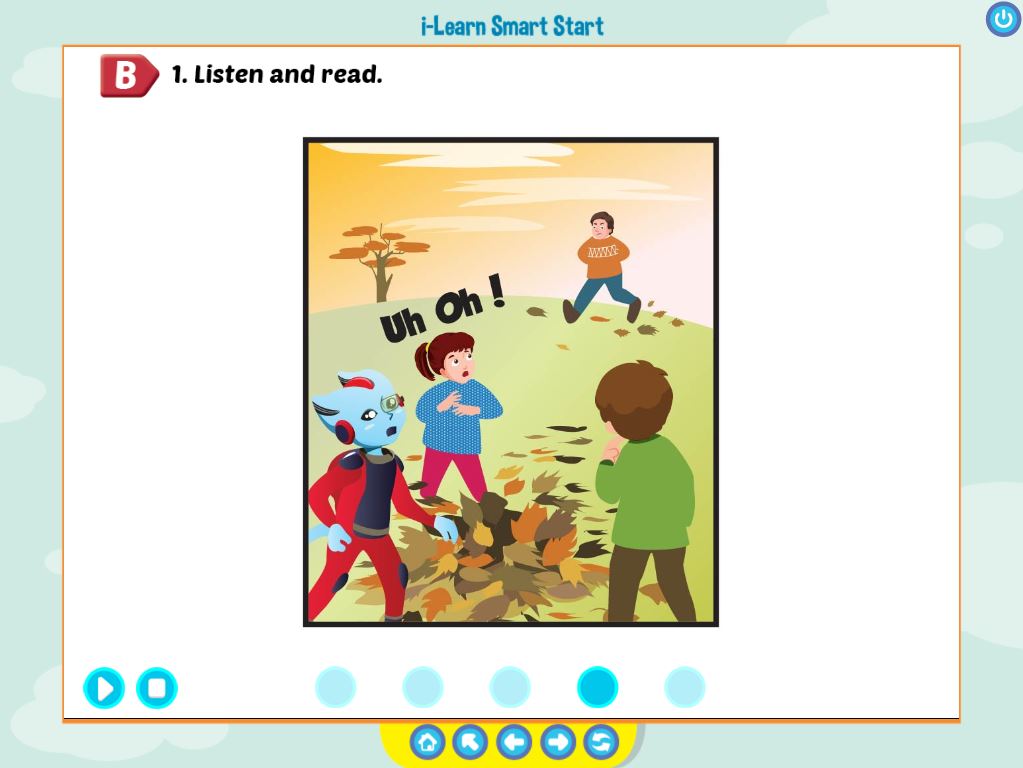 i-Learn Smart Start
B 1. Listen and read.
Uh Oh !